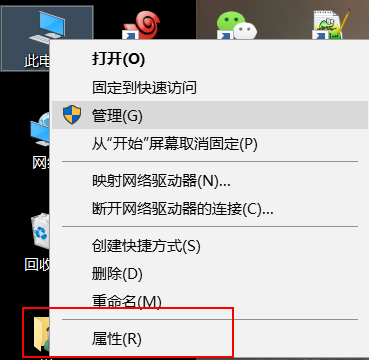 此电
打开(O)
固定到快速访问
管理(G)
网络
从“开始”屏幕取消固定(P)
映射网络驱动器(N)...
断开网络驱动器的连接(C)...
创建快捷方式(S)
回收
删除(D)
重命名(M)
属性(R)